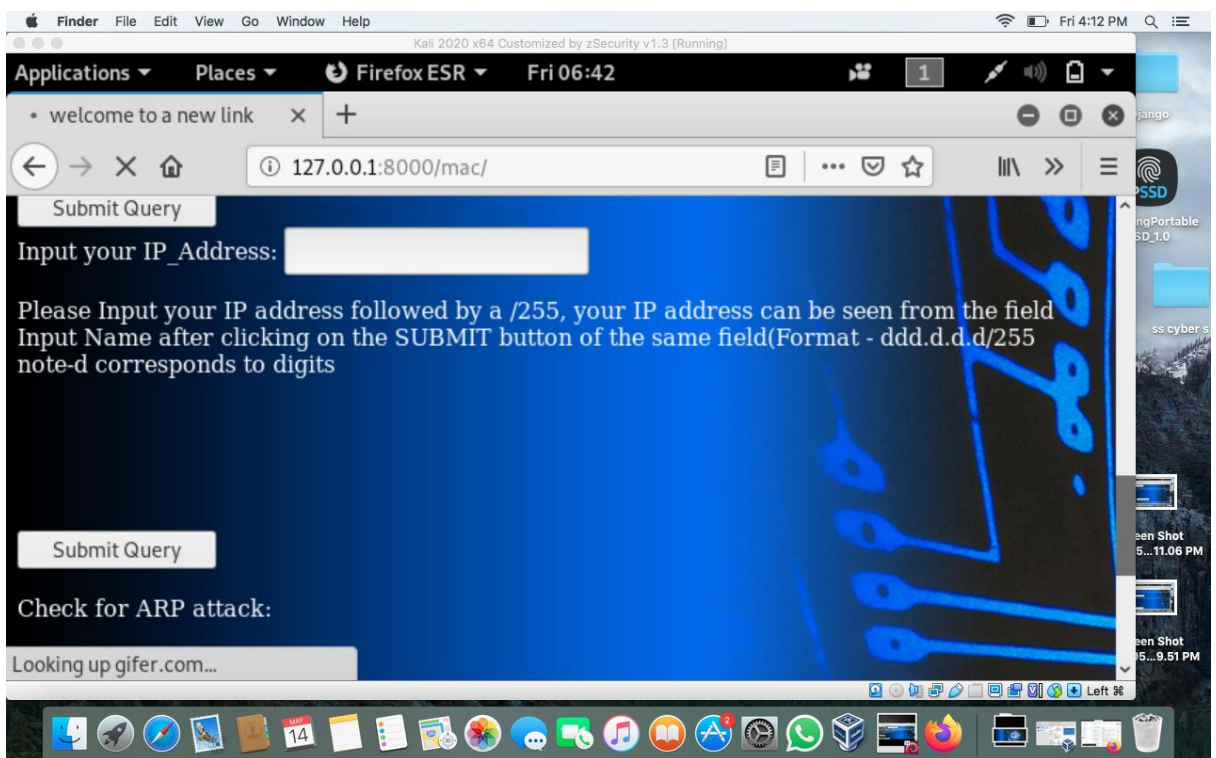 Finder File Edit View Go Window Help Fri 4:12 PM
Kali 2020 x64 Customized by zSecurity v1.3 [Running]
Applications Places Firefox ESR Fri 06:42 1
• welcome to a new link
127.0.0.1:8000/mac/
Submit Query
Input your IP_Address:
Please Input your IP address followed by a /255, your IP address can be seen from the field
Input Name after clicking on the SUBMIT button of the same field(Format - ddd.d.d.d/255
note-d corresponds to digits
Submit Query
Check for ARP attack:
Looking up gifer.com...
Left ⌘
jango
PSSD
ngPortable
SD_1.0
ss cyber s
een Shot
5...11.06 PM
een Shot
05...9.51 PM
MAY
14
2